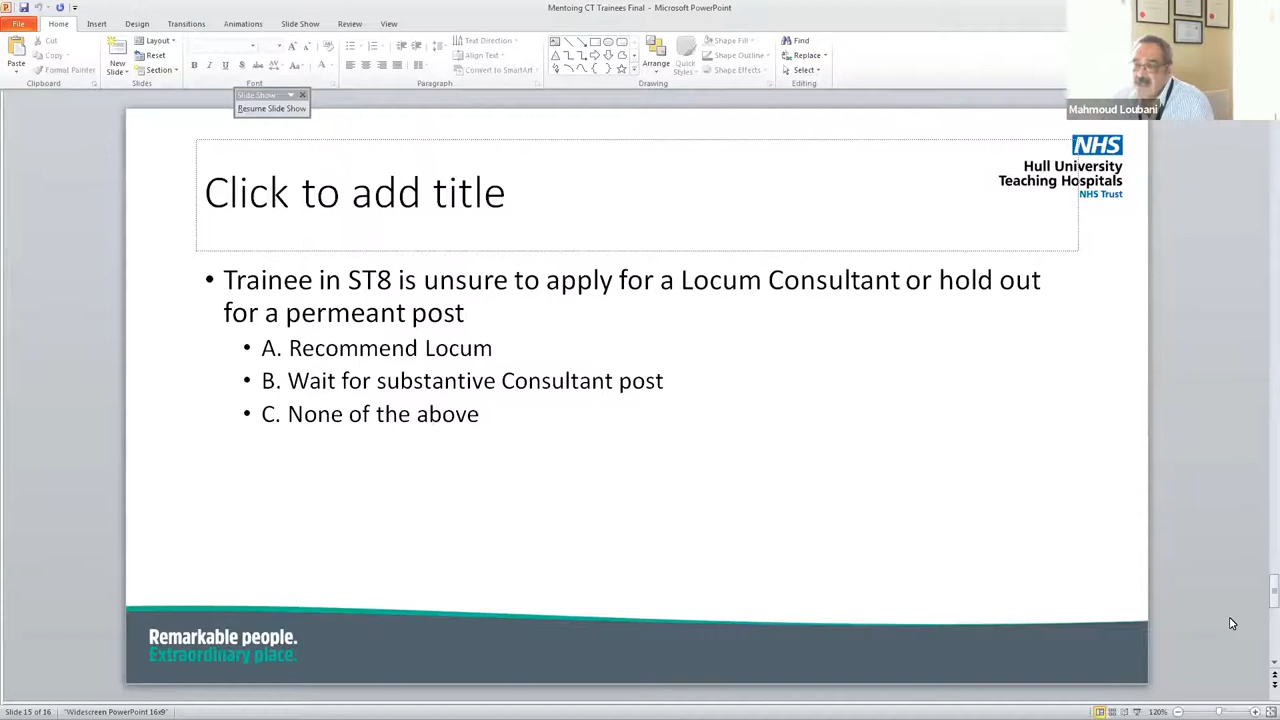 Mentoing CT Trainees Final - Microsoft PowerPoint
File Home Insert Design Transitions Animations Slide Show Review View
Cut
Copy
Format Painter
Paste
Clipboard
New
Slide
Layout
Reset
Section
Slides
Font
Paragraph
Text Direction
Align Text
Convert to SmartArt
Arrange
Quick
Styles
Shape Fill
Shape Outline
Shape Effects
Drawing
Find
Replace
Select
Editing
Slide Show
Resume Slide Show
Mahmoud Loubani
NHS
Hull University
Teaching Hospitals
NHS Trust
Click to add title
• Trainee in ST8 is unsure to apply for a Locum Consultant or hold out
for a permeant post
• A. Recommend Locum
• B. Wait for substantive Consultant post
• C. None of the above
Remarkable people.
Extraordinary place.
Slide 15 of 16 "Widescreen PowerPoint 16x9" 120%